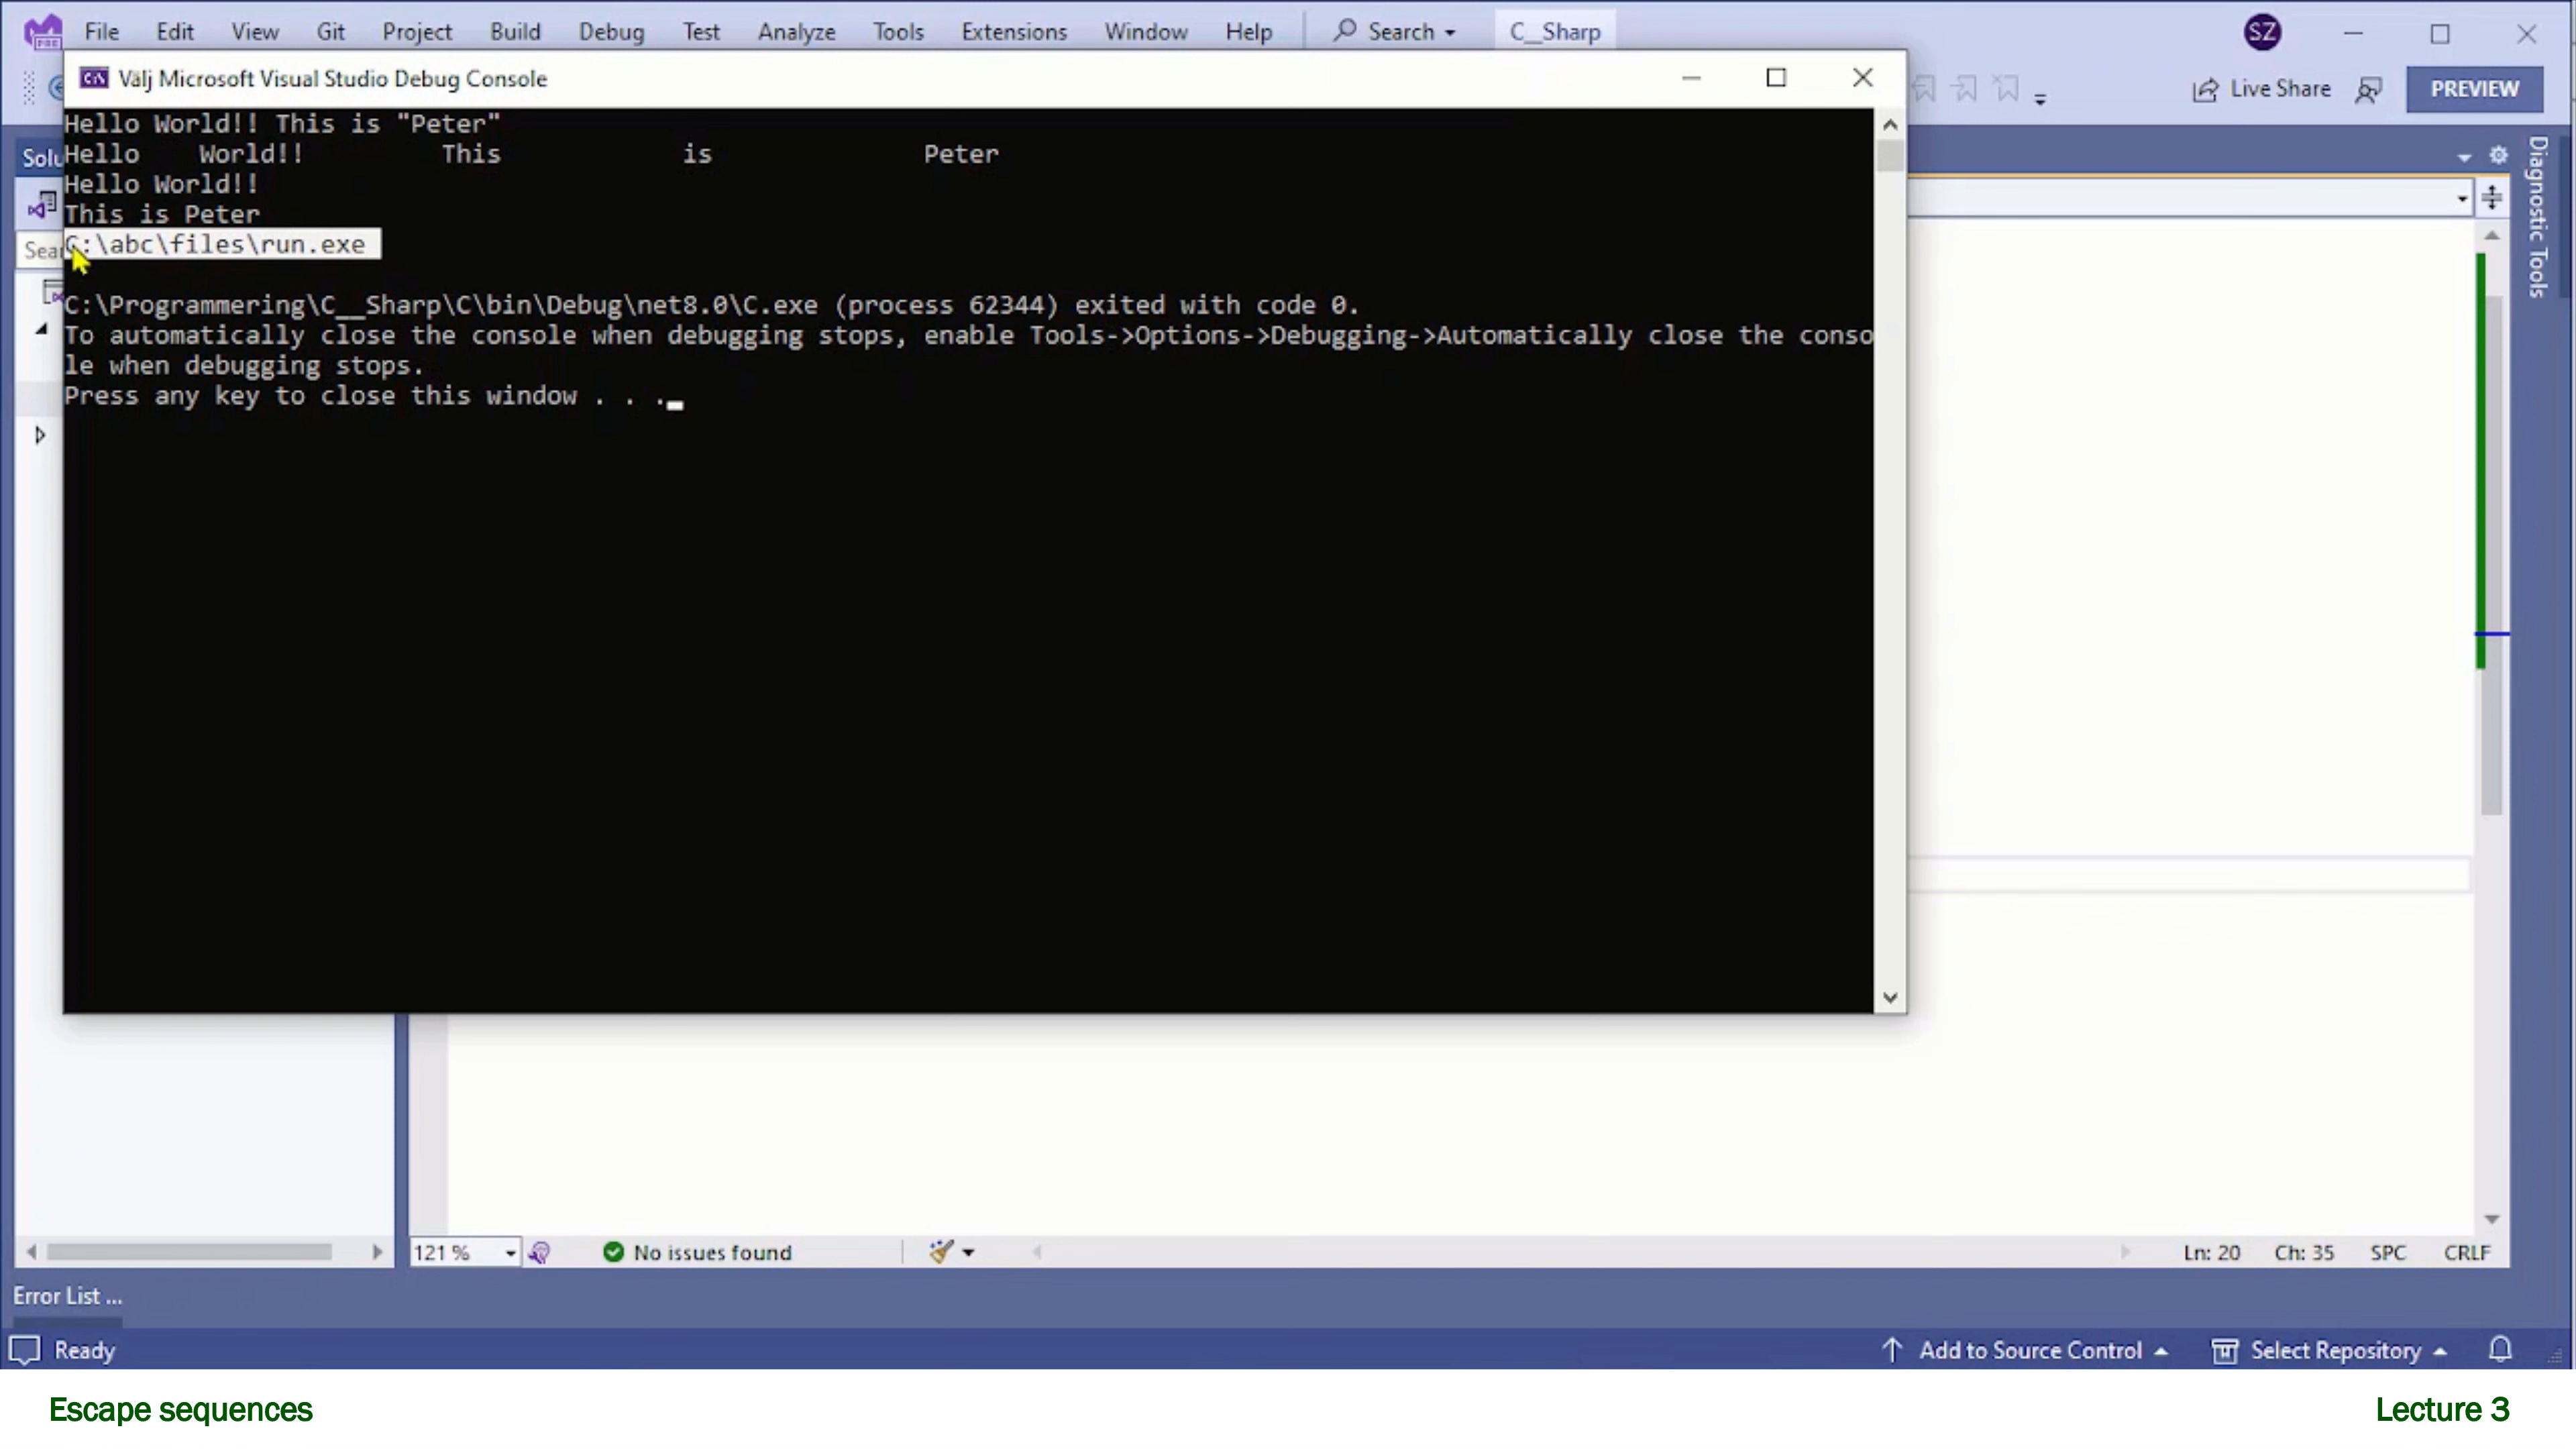 File Edit View Git Project Build Debug Test Analyze Tools Extensions Window Help Search C__Sharp SZ
Välj Microsoft Visual Studio Debug Console
Live Share PREVIEW
Hello World!! This is "Peter"
Hello World!! This is Peter
Hello World!!
This is Peter
C:\abc\files\run.exe
C:\Programmering\C__Sharp\C\bin\Debug\net8.0\C.exe (process 62344) exited with code 0.
To automatically close the console when debugging stops, enable Tools->Options->Debugging->Automatically close the conso
le when debugging stops.
Press any key to close this window . . .
Solu
Sea
Diagnostic Tools
121 % No issues found Ln: 20 Ch: 35 SPC CRLF
Error List ...
Ready Add to Source Control Select Repository
Escape sequences Lecture 3